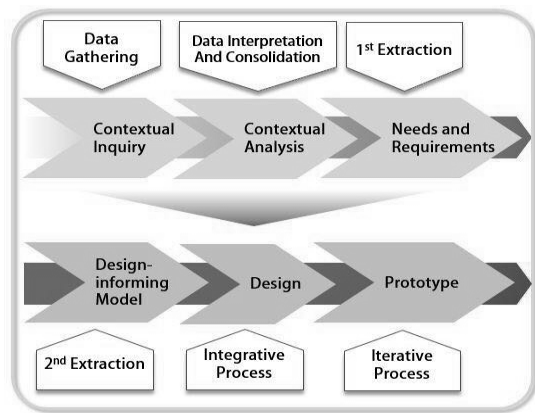 Data
Gathering
Data Interpretation
And Consolidation
1st Extraction
Contextual
Inquiry
Contextual
Analysis
Needs and
Requirements
Design-
informing
Model
Design
Prototype
2nd Extraction
Integrative
Process
Iterative
Process